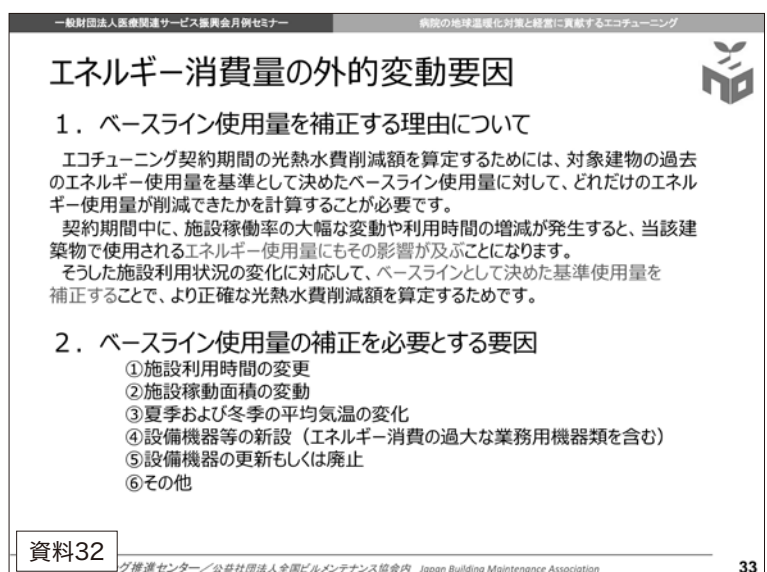 一般財団法人医療関連サービス振興会月例セミナー
病院の地球温暖化対策と経営に貢献するエコチューニング
エネルギー消費量の外的変動要因
１．ベースライン使用量を補正する理由について
エコチューニング契約期間の光熱水費削減額を算定するためには、対象建物の過去
のエネルギー使用量を基準として決めたベースライン使用量に対して、どれだけのエネル
ギー使用量が削減できたかを計算することが必要です。
契約期間中に、施設稼働率の大幅な変動や利用時間の増減が発生すると、当該建
築物で使用されるエネルギー使用量にもその影響が及ぶことになります。
そうした施設利用状況の変化に対応して、ベースラインとして決めた基準使用量を
補正することで、より正確な光熱水費削減額を算定するためです。
２．ベースライン使用量の補正を必要とする要因
①施設利用時間の変更
②施設稼動面積の変動
③夏季および冬季の平均気温の変化
④設備機器等の新設（エネルギー消費の過大な業務用機器類を含む）
⑤設備機器の更新もしくは廃止
⑥その他
資料32
グ推進センター／公益社団法人全国ビルメンテナンス協会内 Japan Building Maintenance Association
33